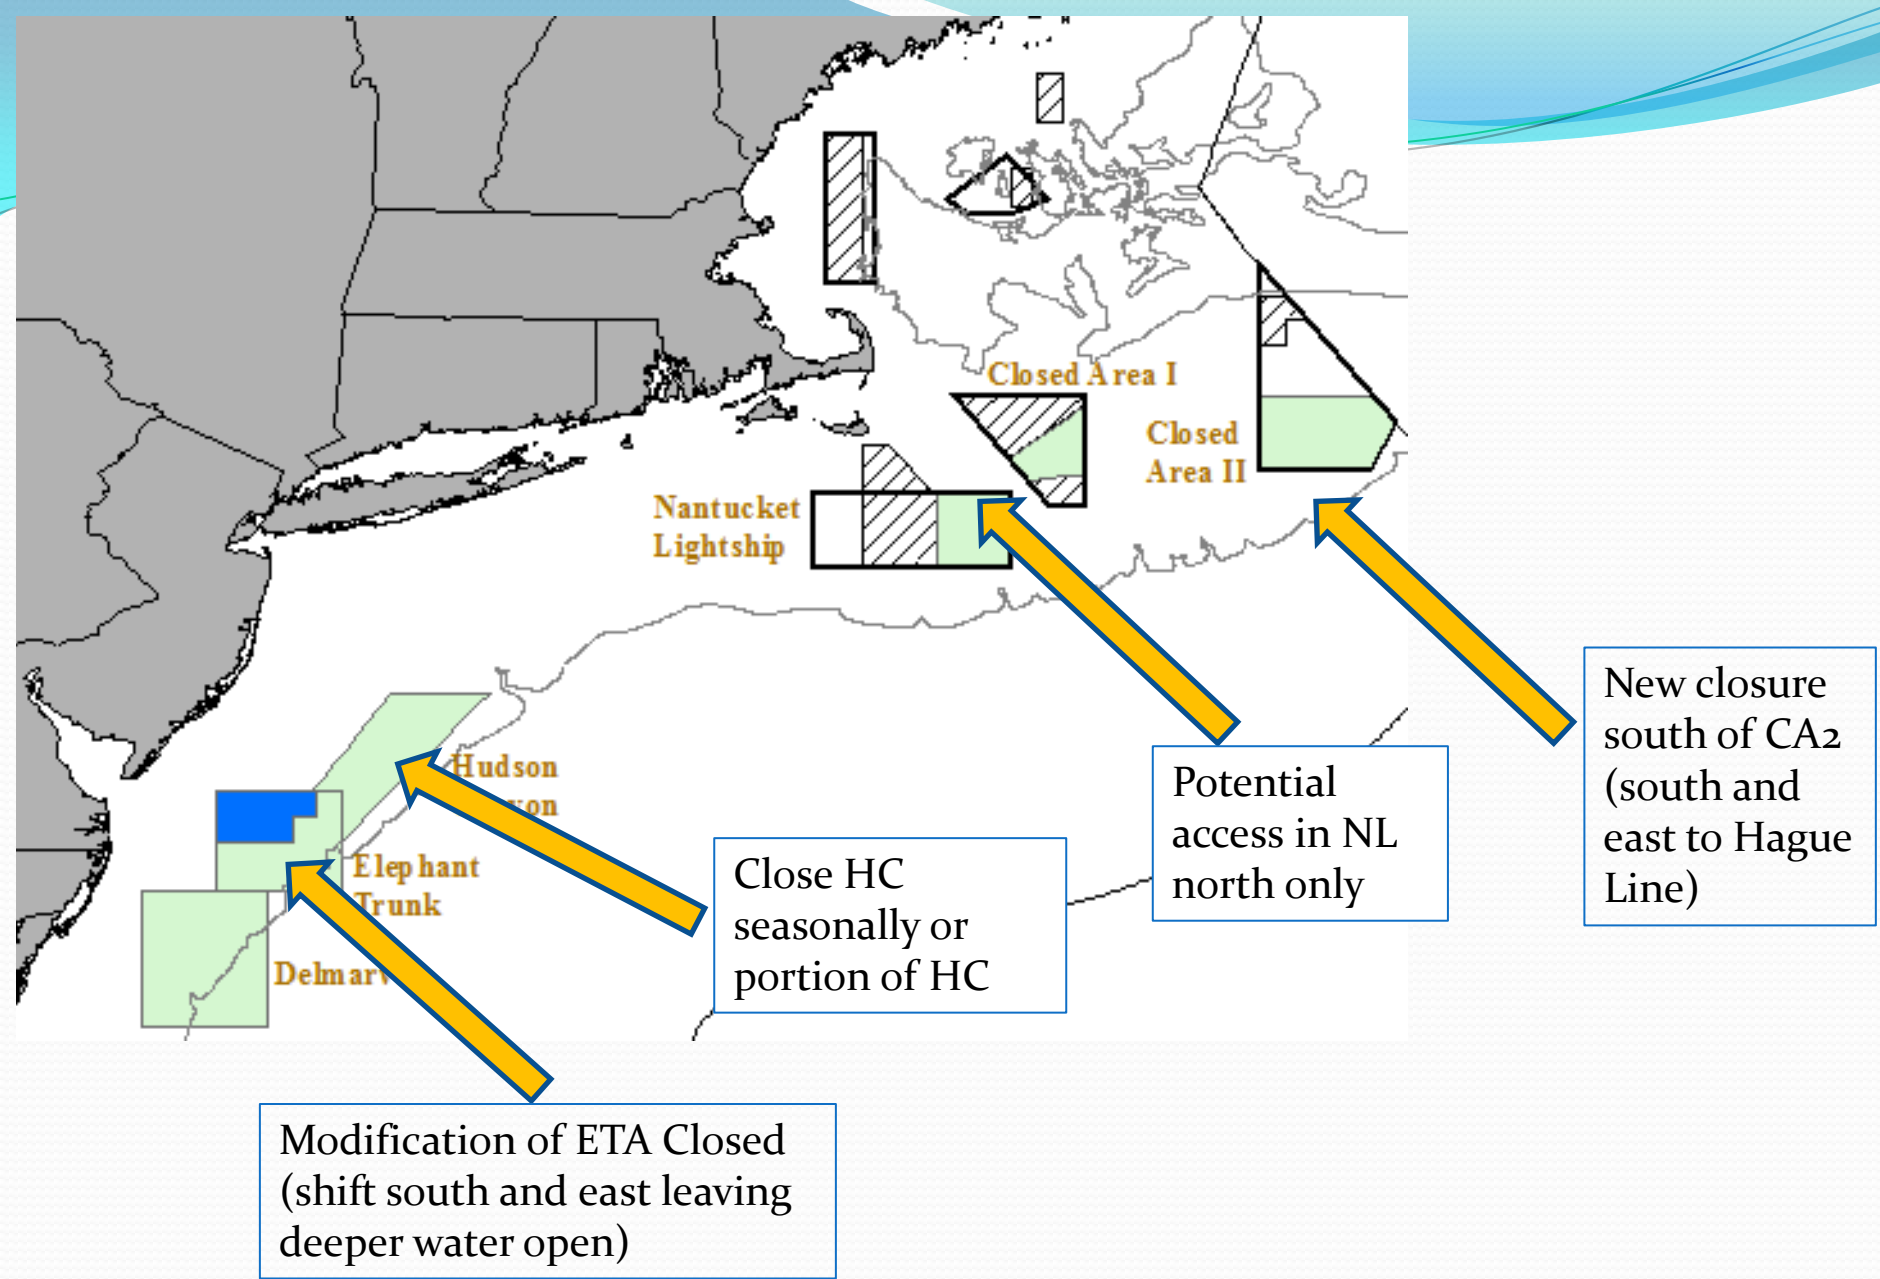 Closed Area I
Closed
Area II
Nantucket
Lightship
Hudson
Elephant
Trunk
New closure
south of CA2
(south and
east to Hague
Line)
Potential
access in NL
north only
Close HC
seasonally or
portion of HC
Modification of ETA Closed
(shift south and east leaving
deeper water open)